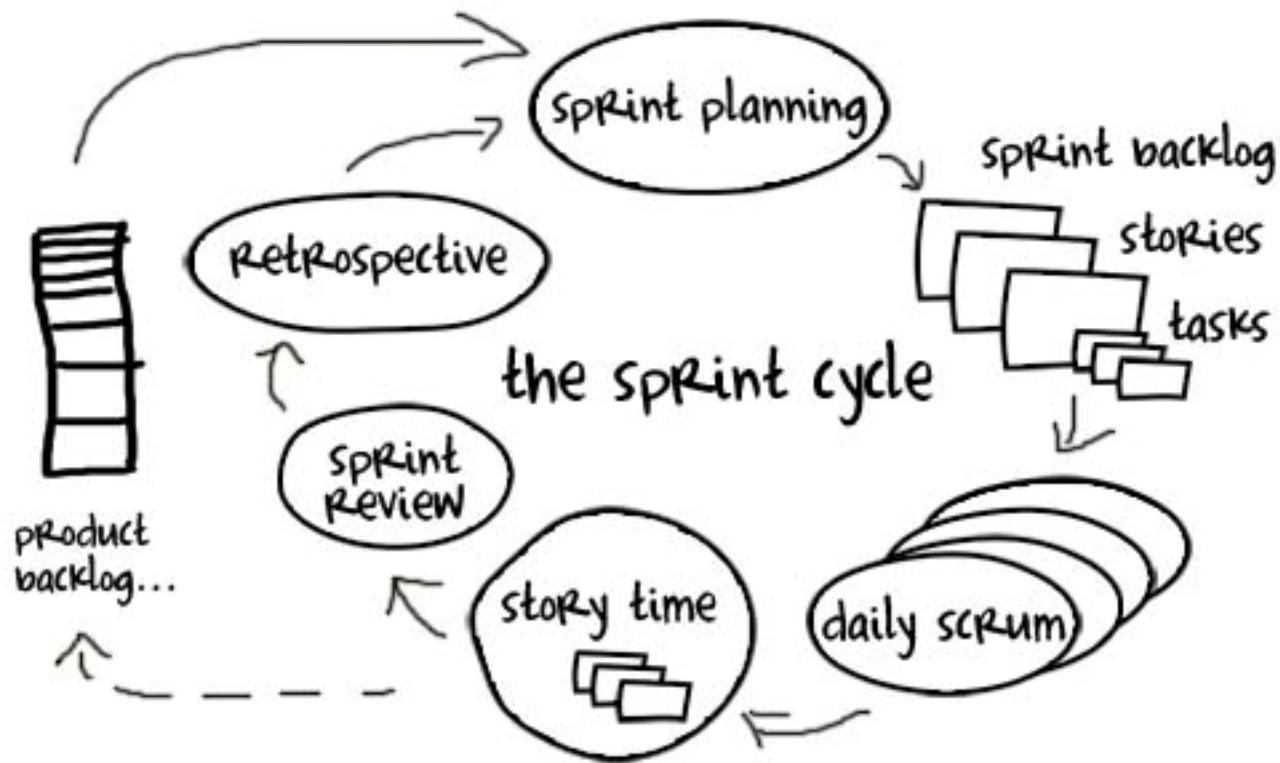 sprint planning
sprint backlog
stories
tasks
retrospective
the sprint cycle
sprint
review
product
backlog...
story time
daily scrum